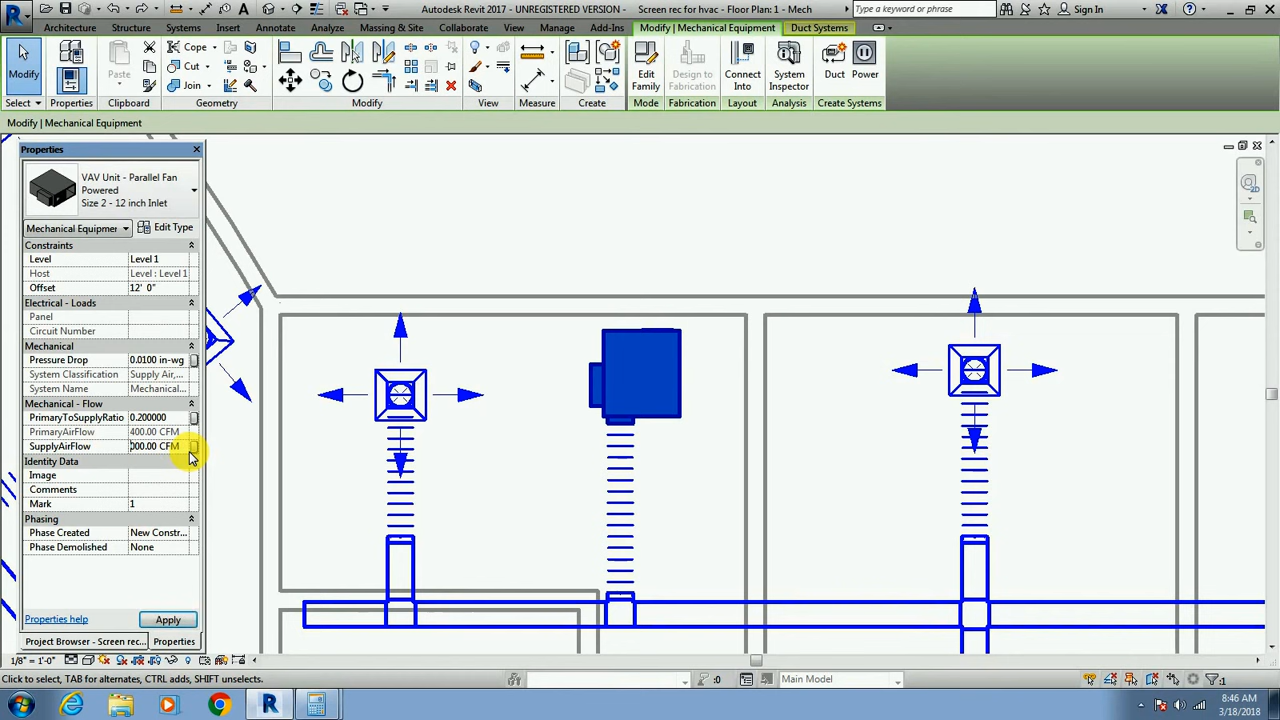 Autodesk Revit 2017 - UNREGISTERED VERSION - Screen rec for hvac - Floor Plan: 1 - Mech
Type a keyword or phrase
Sign In
Architecture
Structure
Systems
Insert
Annotate
Analyze
Massing & Site
Collaborate
View
Manage
Add-Ins
Modify | Mechanical Equipment
Duct Systems
Modify
Properties
Paste
Cope
Cut
Join
Edit Family
Design to Fabrication
Connect Into
System Inspector
Duct
Power
Select
Properties
Clipboard
Geometry
Modify
View
Measure
Create
Mode
Fabrication
Layout
Analysis
Create Systems
Modify | Mechanical Equipment
Properties
VAV Unit - Parallel Fan
Powered
Size 2 - 12 inch Inlet
Mechanical Equipmer
Edit Type
Constraints
Level Level 1
Host Level : Level 1
Offset 12' 0"
Electrical - Loads
Panel
Circuit Number
Mechanical
Pressure Drop 0.0100 in-wg
System Classification Supply Air,...
System Name Mechanical...
Mechanical - Flow
PrimaryToSupplyRatio 0.200000
PrimaryAirFlow 400.00 CFM
SupplyAirFlow 000.00 CFM
Identity Data
Image
Comments
Mark 1
Phasing
Phase Created New Constr...
Phase Demolished None
Properties help
Apply
Project Browser - Screen rec...
Properties
1/8" = 1'-0"
Click to select, TAB for alternates, CTRL adds, SHIFT unselects.
:0
Main Model
:1
8:46 AM
3/18/2018